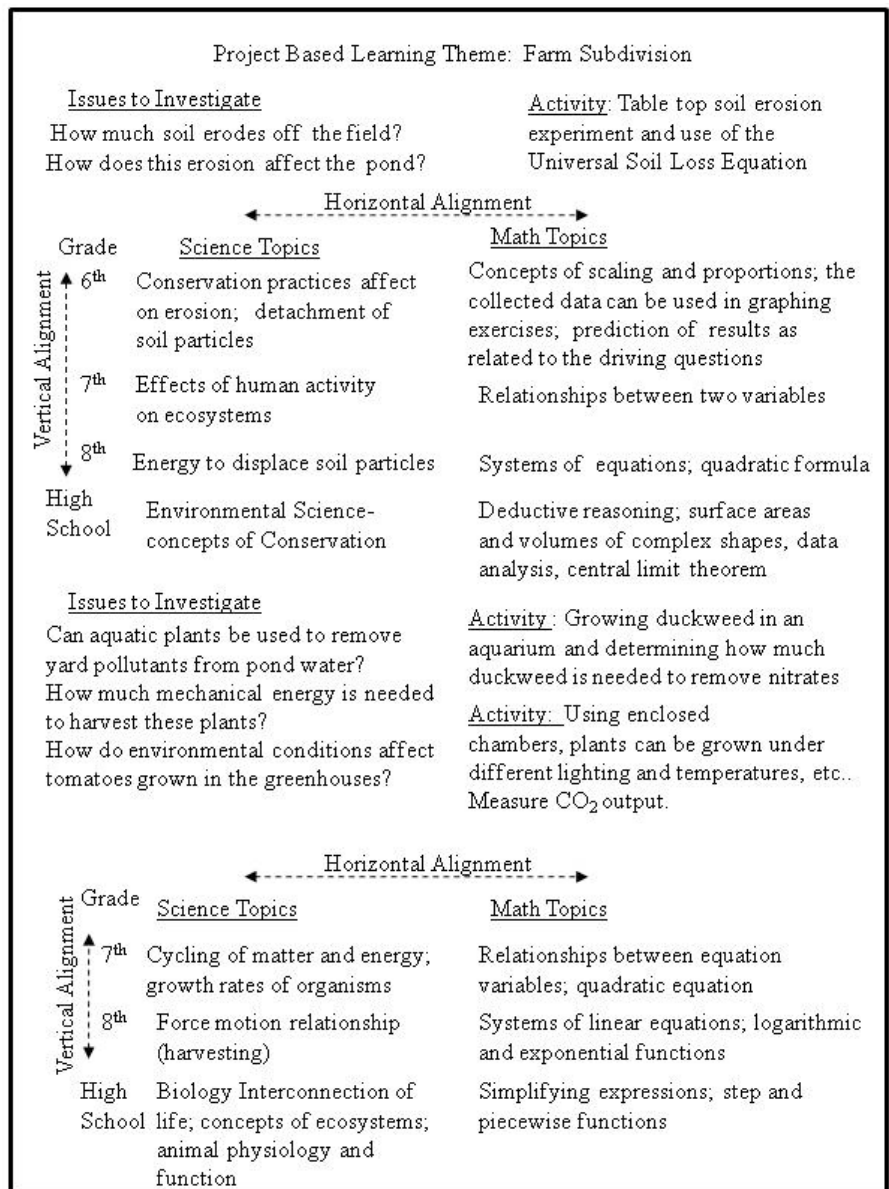 Project Based Learning Theme: Farm Subdivision
Issues to Investigate
How much soil erodes off the field?
How does this erosion affect the pond?
Activity: Table top soil erosion
experiment and use of the
Universal Soil Loss Equation
Horizontal Alignment
Vertical Alignment
Grade
Science Topics
Math Topics
6th
Conservation practices affect
on erosion; detachment of
soil particles
Concepts of scaling and proportions; the
collected data can be used in graphing
exercises; prediction of results as
related to the driving questions
7th
Effects of human activity
on ecosystems
Relationships between two variables
8th
Energy to displace soil particles
Systems of equations; quadratic formula
High
School
Environmental Science-
concepts of Conservation
Deductive reasoning; surface areas
and volumes of complex shapes, data
analysis, central limit theorem
Issues to Investigate
Can aquatic plants be used to remove
yard pollutants from pond water?
How much mechanical energy is needed
to harvest these plants?
How do environmental conditions affect
tomatoes grown in the greenhouses?
Activity : Growing duckweed in an
aquarium and determining how much
duckweed is needed to remove nitrates
Activity: Using enclosed
chambers, plants can be grown under
different lighting and temperatures, etc..
Measure CO2 output.
Horizontal Alignment
Vertical Alignment
Grade
Science Topics
Math Topics
7th
Cycling of matter and energy;
growth rates of organisms
Relationships between equation
variables; quadratic equation
8th
Force motion relationship
(harvesting)
Systems of linear equations; logarithmic
and exponential functions
High
School
Biology Interconnection of
life; concepts of ecosystems;
animal physiology and
function
Simplifying expressions; step and
piecewise functions